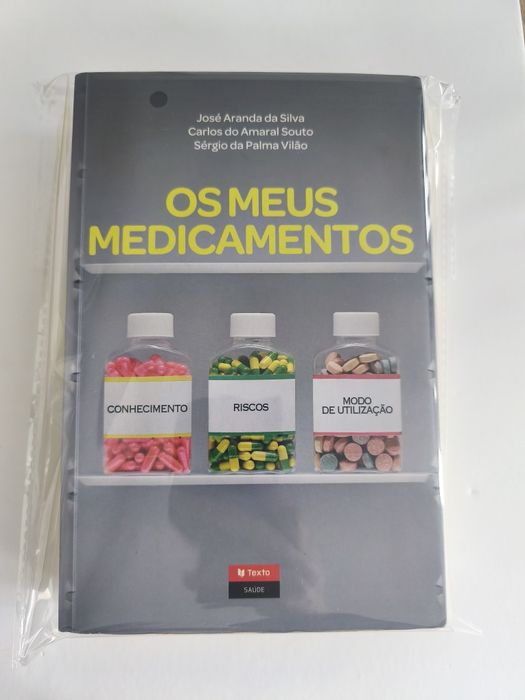 José Aranda da Silva
Carlos do Amaral Souto
Sérgio da Palma Vilão
OS MEUS
MEDICAMENTOS
CONHECIMENTO
RISCOS
MODO
DE UTILIZAÇÃO
Texto
SAÚDE